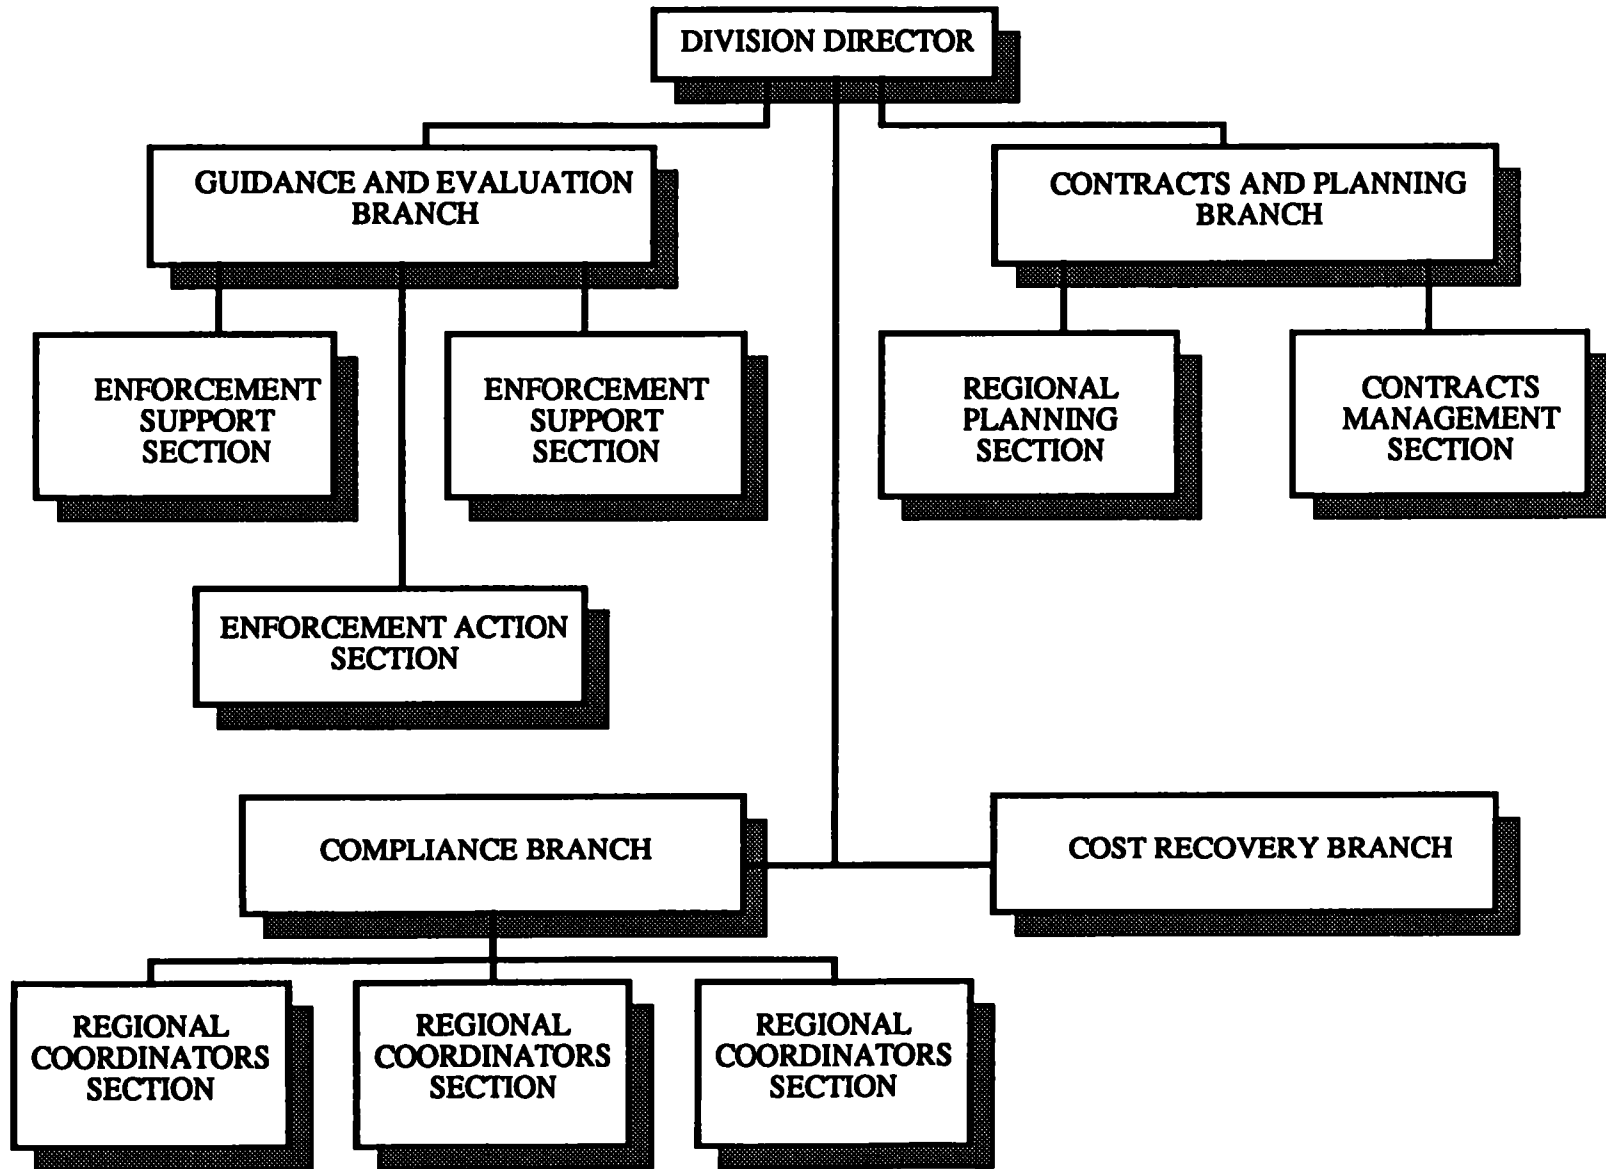 DIVISION DIRECTOR
GUIDANCE AND EVALUATION
BRANCH
CONTRACTS AND PLANNING
BRANCH
ENFORCEMENT
SUPPORT
SECTION
ENFORCEMENT
SUPPORT
SECTION
REGIONAL
PLANNING
SECTION
CONTRACTS
MANAGEMENT
SECTION
ENFORCEMENT ACTION
SECTION
COMPLIANCE BRANCH
COST RECOVERY BRANCH
REGIONAL
COORDINATORS
SECTION
REGIONAL
COORDINATORS
SECTION
REGIONAL
COORDINATORS
SECTION